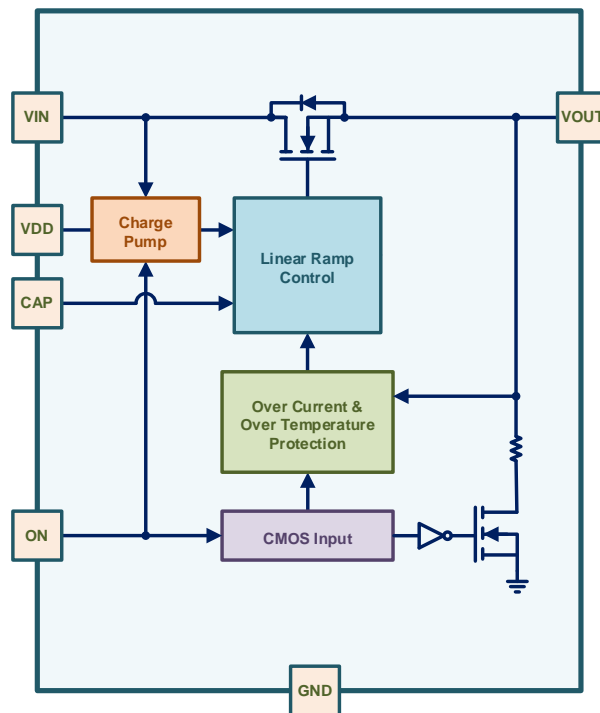 VIN
VOUT
VDD
Charge
Pump
Linear Ramp
Control
CAP
Over Current &
Over Temperature
Protection
ON
CMOS Input
GND